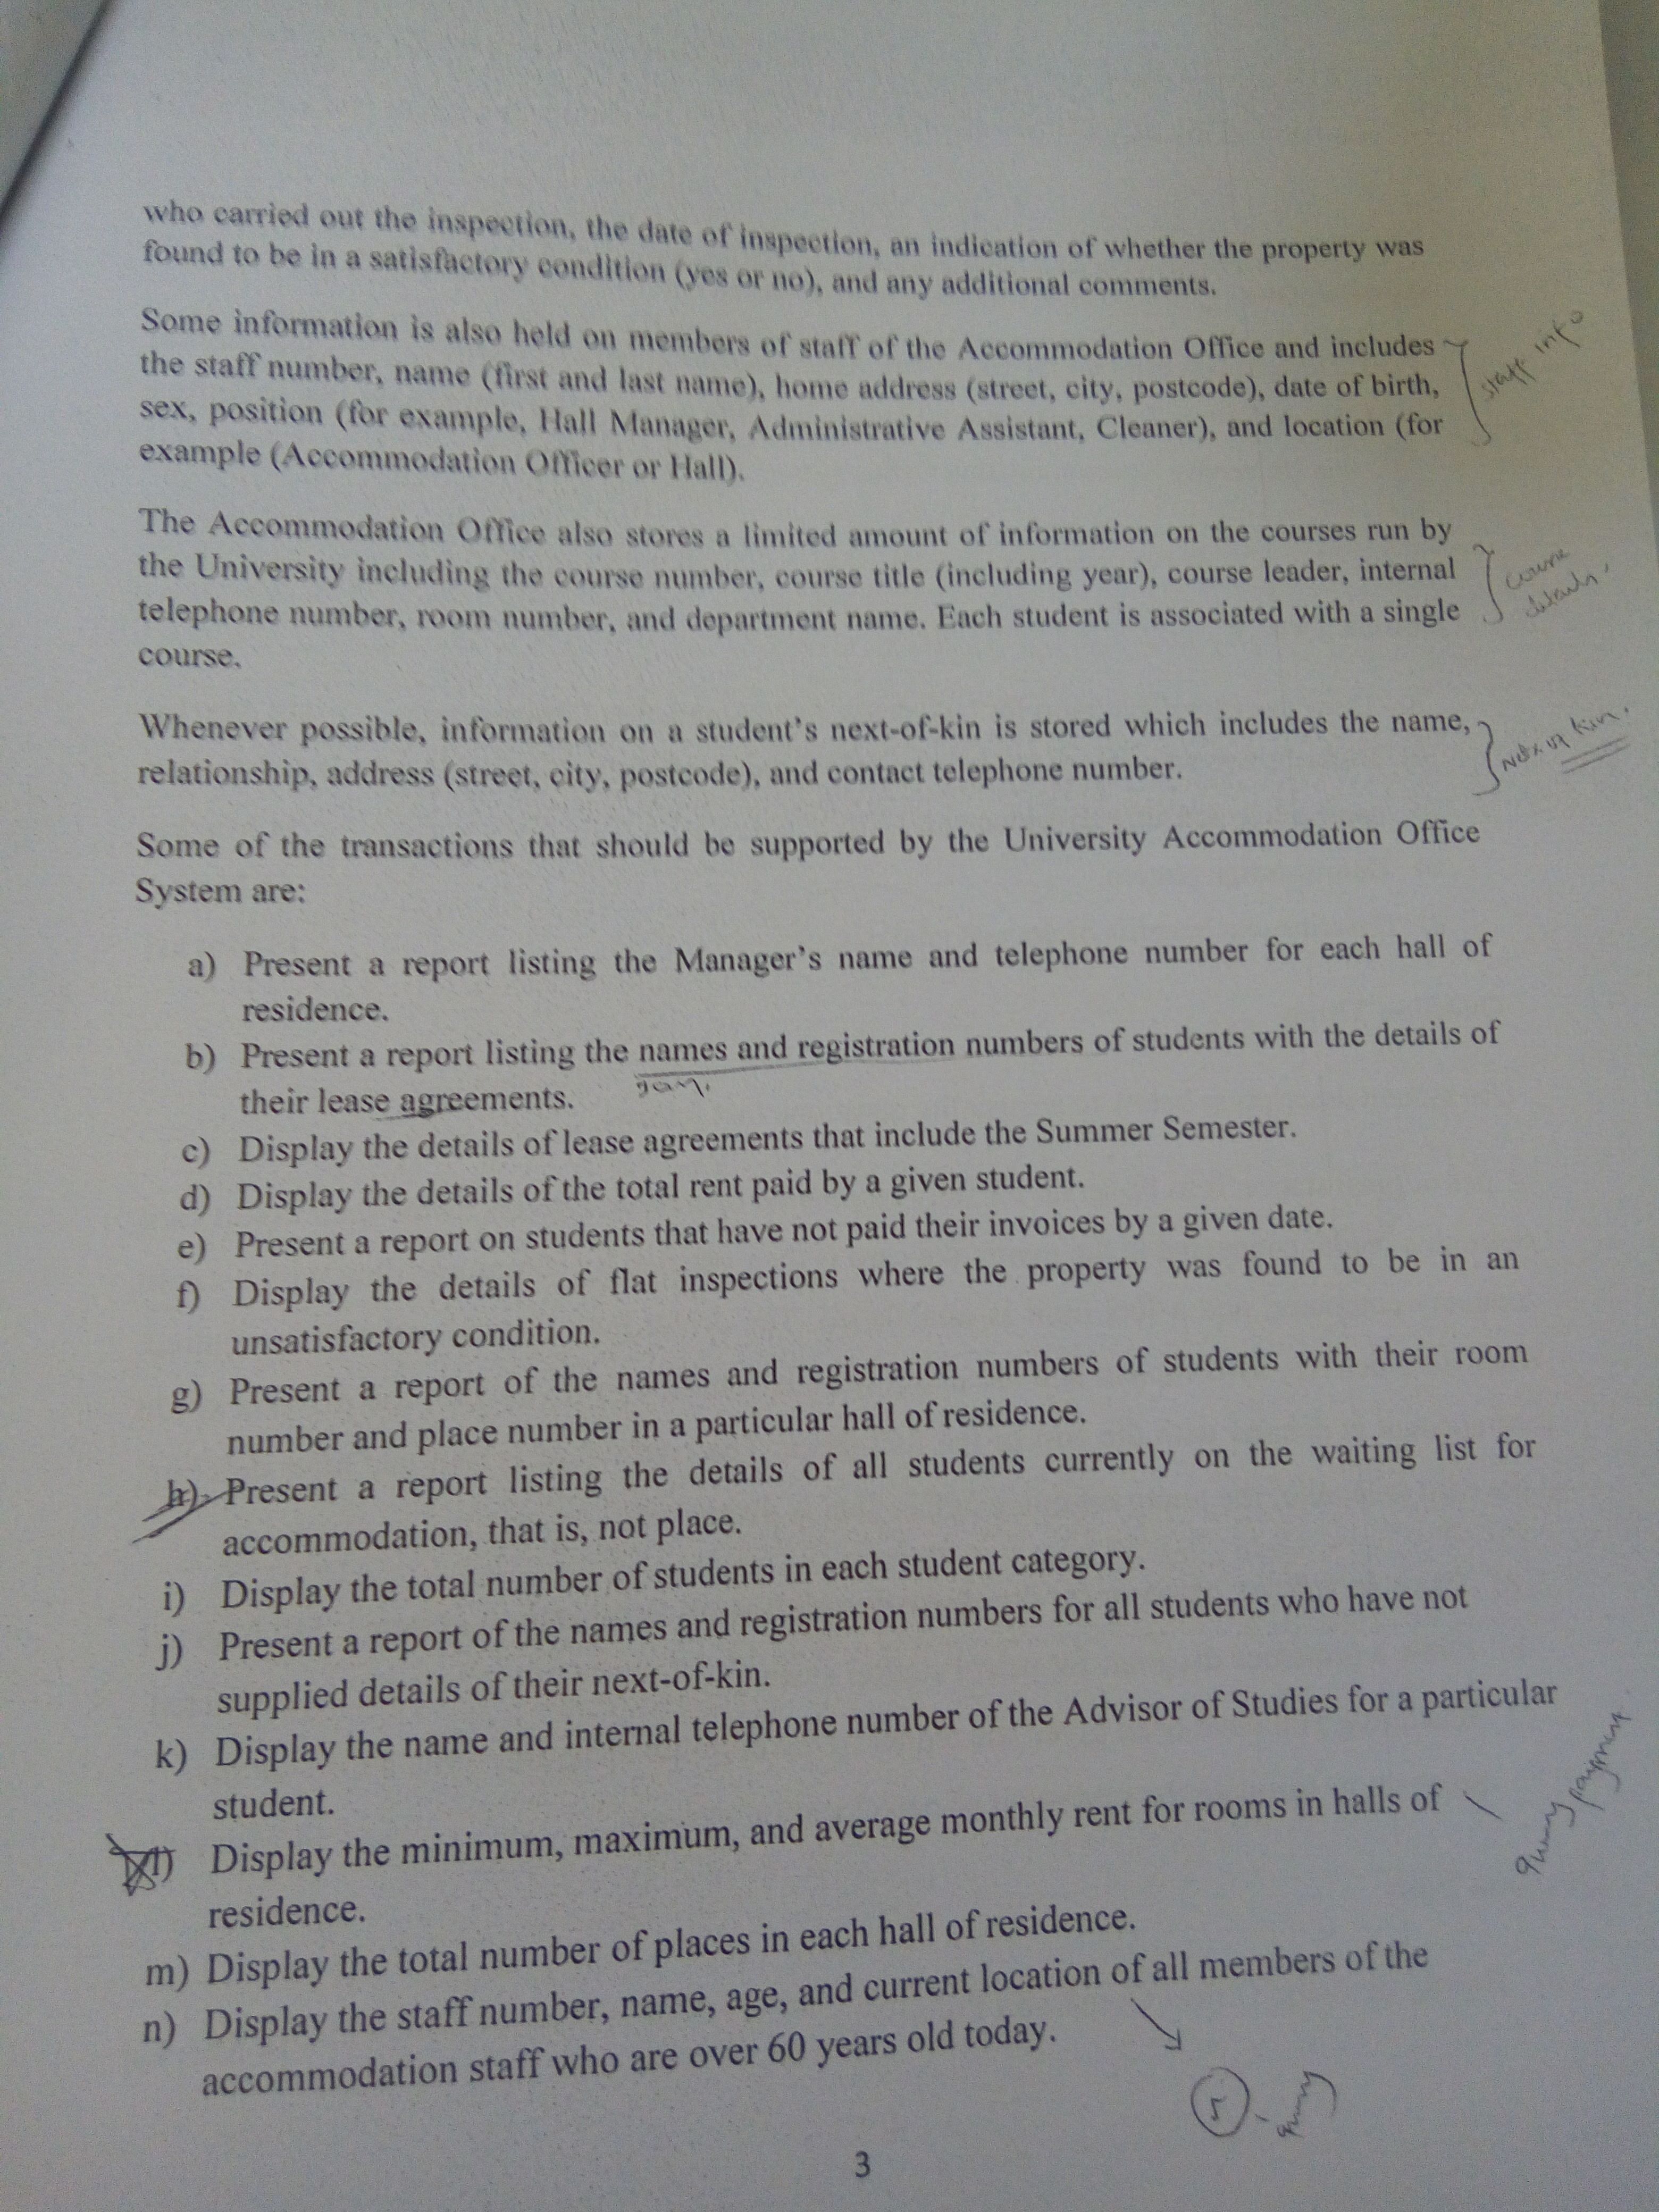 who carried out the inspection, the date of inspection, an indication of whether the property was
found to be in a satisfactory condition (yes or no), and any additional comments.
Some information is also held on members of staff of the Accommodation Office and includes
the staff number, name (first and last name), home address (street, city, postcode), date of birth,
sex, position (for example, Hall Manager, Administrative Assistant, Cleaner), and location (for
example (Accommodation Officer or Hall).
staff info
The Accommodation Office also stores a limited amount of information on the courses run by
the University including the course number, course title (including year), course leader, internal
telephone number, room number, and department name. Each student is associated with a single
course.
course
details.
Whenever possible, information on a student's next-of-kin is stored which includes the name,
relationship, address (street, city, postcode), and contact telephone number.
of kin.
Some of the transactions that should be supported by the University Accommodation Office
System are:
a) Present a report listing the Manager's name and telephone number for each hall of
residence.
b) Present a report listing the names and registration numbers of students with the details of
their lease agreements.
c) Display the details of lease agreements that include the Summer Semester.
d) Display the details of the total rent paid by a given student.
e) Present a report on students that have not paid their invoices by a given date.
f) Display the details of flat inspections where the property was found to be in an
unsatisfactory condition.
g) Present a report of the names and registration numbers of students with their room
number and place number in a particular hall of residence.
h) Present a report listing the details of all students currently on the waiting list for
accommodation, that is, not place.
i) Display the total number of students in each student category.
j) Present a report of the names and registration numbers for all students who have not
supplied details of their next-of-kin.
k) Display the name and internal telephone number of the Advisor of Studies for a particular
student.
l) Display the minimum, maximum, and average monthly rent for rooms in halls of
residence.
payment
m) Display the total number of places in each hall of residence.
n) Display the staff number, name, age, and current location of all members of the
accommodation staff who are over 60 years old today.
5
3